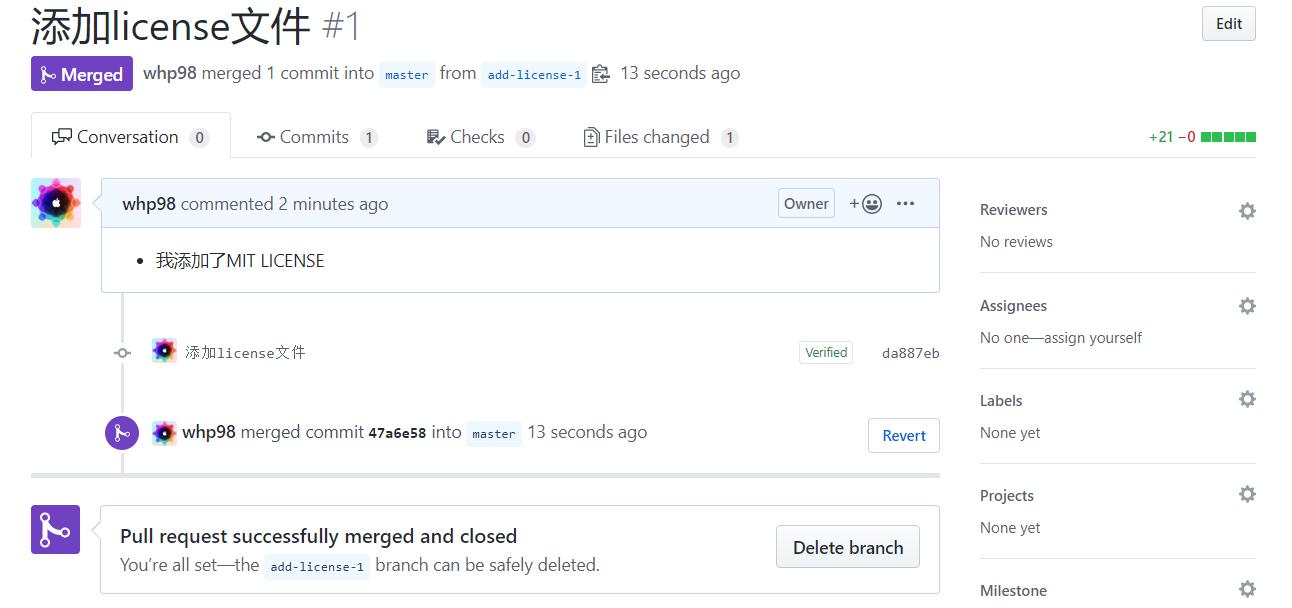 添加license文件 #1
Edit
Merged whp98 merged 1 commit into master from add-license-1 13 seconds ago
Conversation 0 Commits 1 Checks 0 Files changed 1 +21 −0
whp98 commented 2 minutes ago Owner + ...
我添加了MIT LICENSE
添加license文件 Verified da887eb
whp98 merged commit 47a6e58 into master 13 seconds ago Revert
Pull request successfully merged and closed
You’re all set—the add-license-1 branch can be safely deleted.
Delete branch
Reviewers
No reviews
Assignees
No one—assign yourself
Labels
None yet
Projects
None yet
Milestone